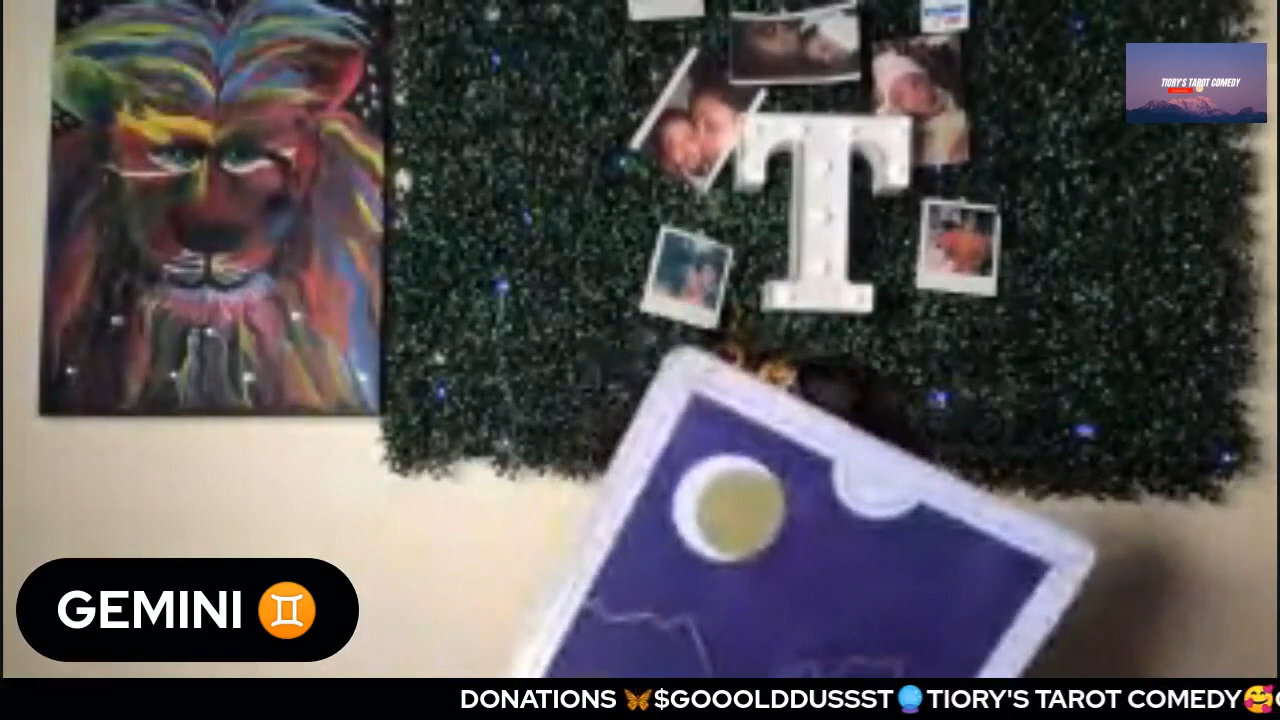 TIORY'S TAROT COMEDY
T
GEMINI ♊
DONATIONS 🦋$GOOOLDDUSSST🔮TIORY'S TAROT COMEDY🥰